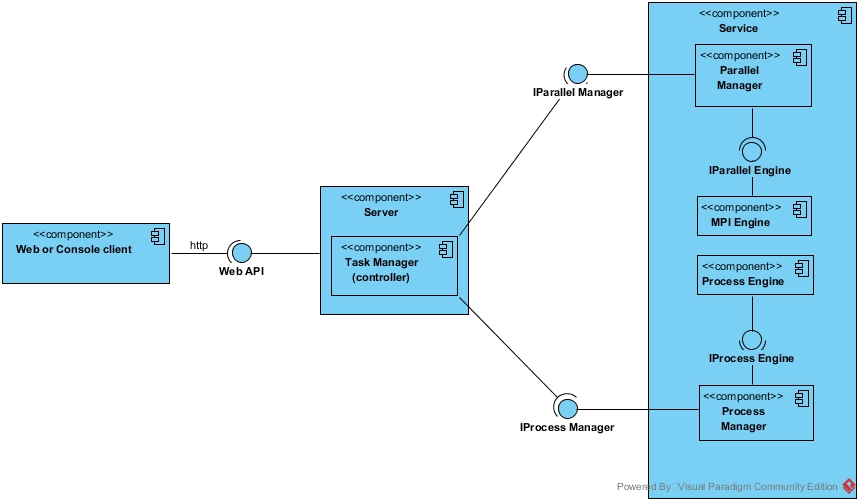 <<component>>
Web or Console client
http
Web API
<<component>>
Server
<<component>>
Task Manager
(controller)
IParallel Manager
IProcess Manager
<<component>>
Service
<<component>>
Parallel
Manager
IParallel Engine
<<component>>
MPI Engine
<<component>>
Process Engine
IProcess Engine
<<component>>
Process
Manager
Powered By Visual Paradigm Community Edition